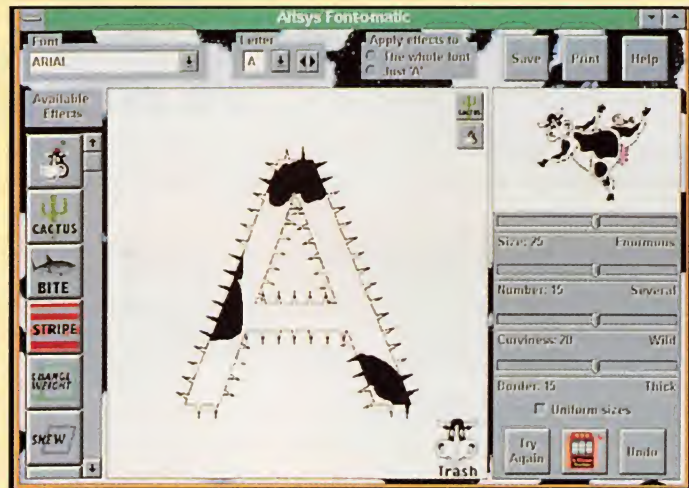 Altsys Fontomatic
Font
ARIAL
Letter
A
Apply effects to
The whole font
Just 'A'
Save
Print
Help
Available
Effects
CACTUS
BITE
STRIPE
CHANGE
WEIGHT
SKEW
CACTUS
A
Trash
Size: 25 Enormous
Number: 15 Several
Curviness: 20 Wild
Border: 15 Thick
Uniform sizes
Try
Again
Undo